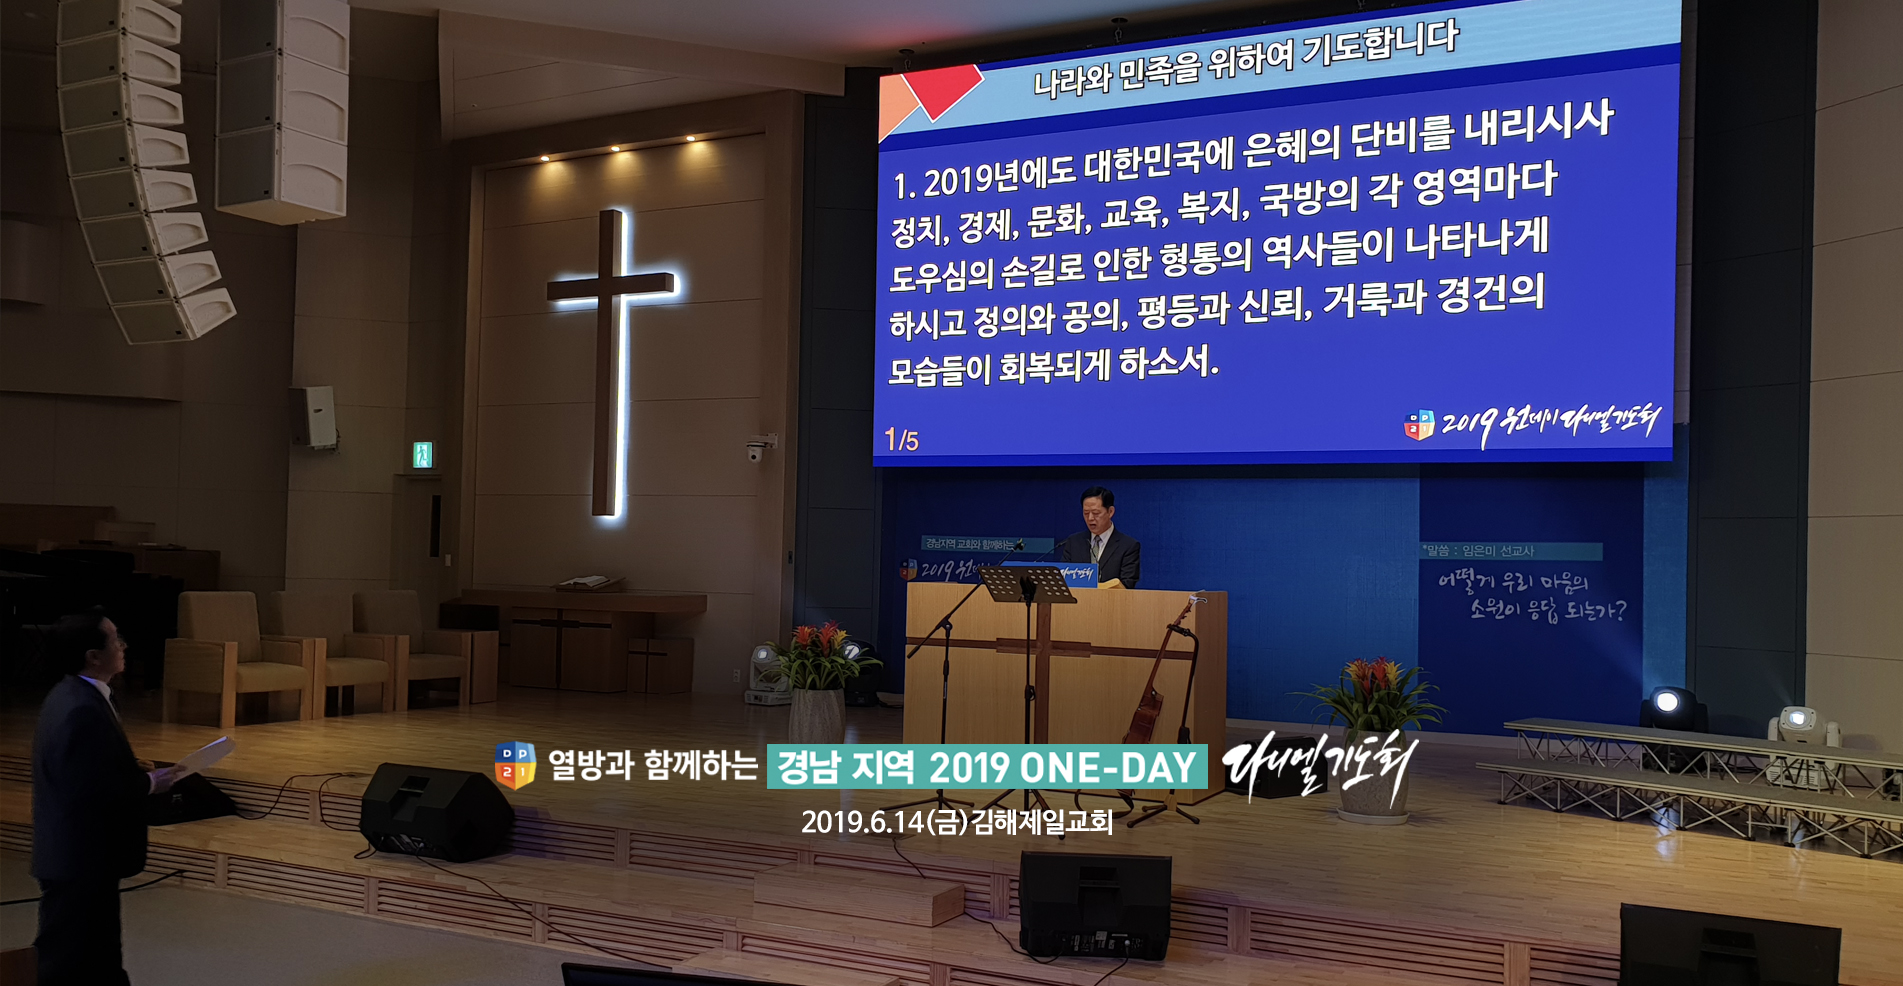 나라와 민족을 위하여 기도합니다
1. 2019년에도 대한민국에 은혜의 단비를 내리시사
정치, 경제, 문화, 교육, 복지, 국방의 각 영역마다
도우심의 손길로 인한 형통의 역사들이 나타나게
하시고 정의와 공의, 평등과 신뢰, 거룩과 경건의
모습들이 회복되게 하소서.
1/5
DP 21 2019 원데이 다니엘기도회
경남지역 교회와 함께하는
2019 원
기도회
*말씀 : 임은미 선교사
어떻게 우리 마음의
소원이 응답 되는가?
DP 21 열방과 함께하는 경남 지역 2019 ONE-DAY 다니엘기도회
2019.6.14(금)김해제일교회